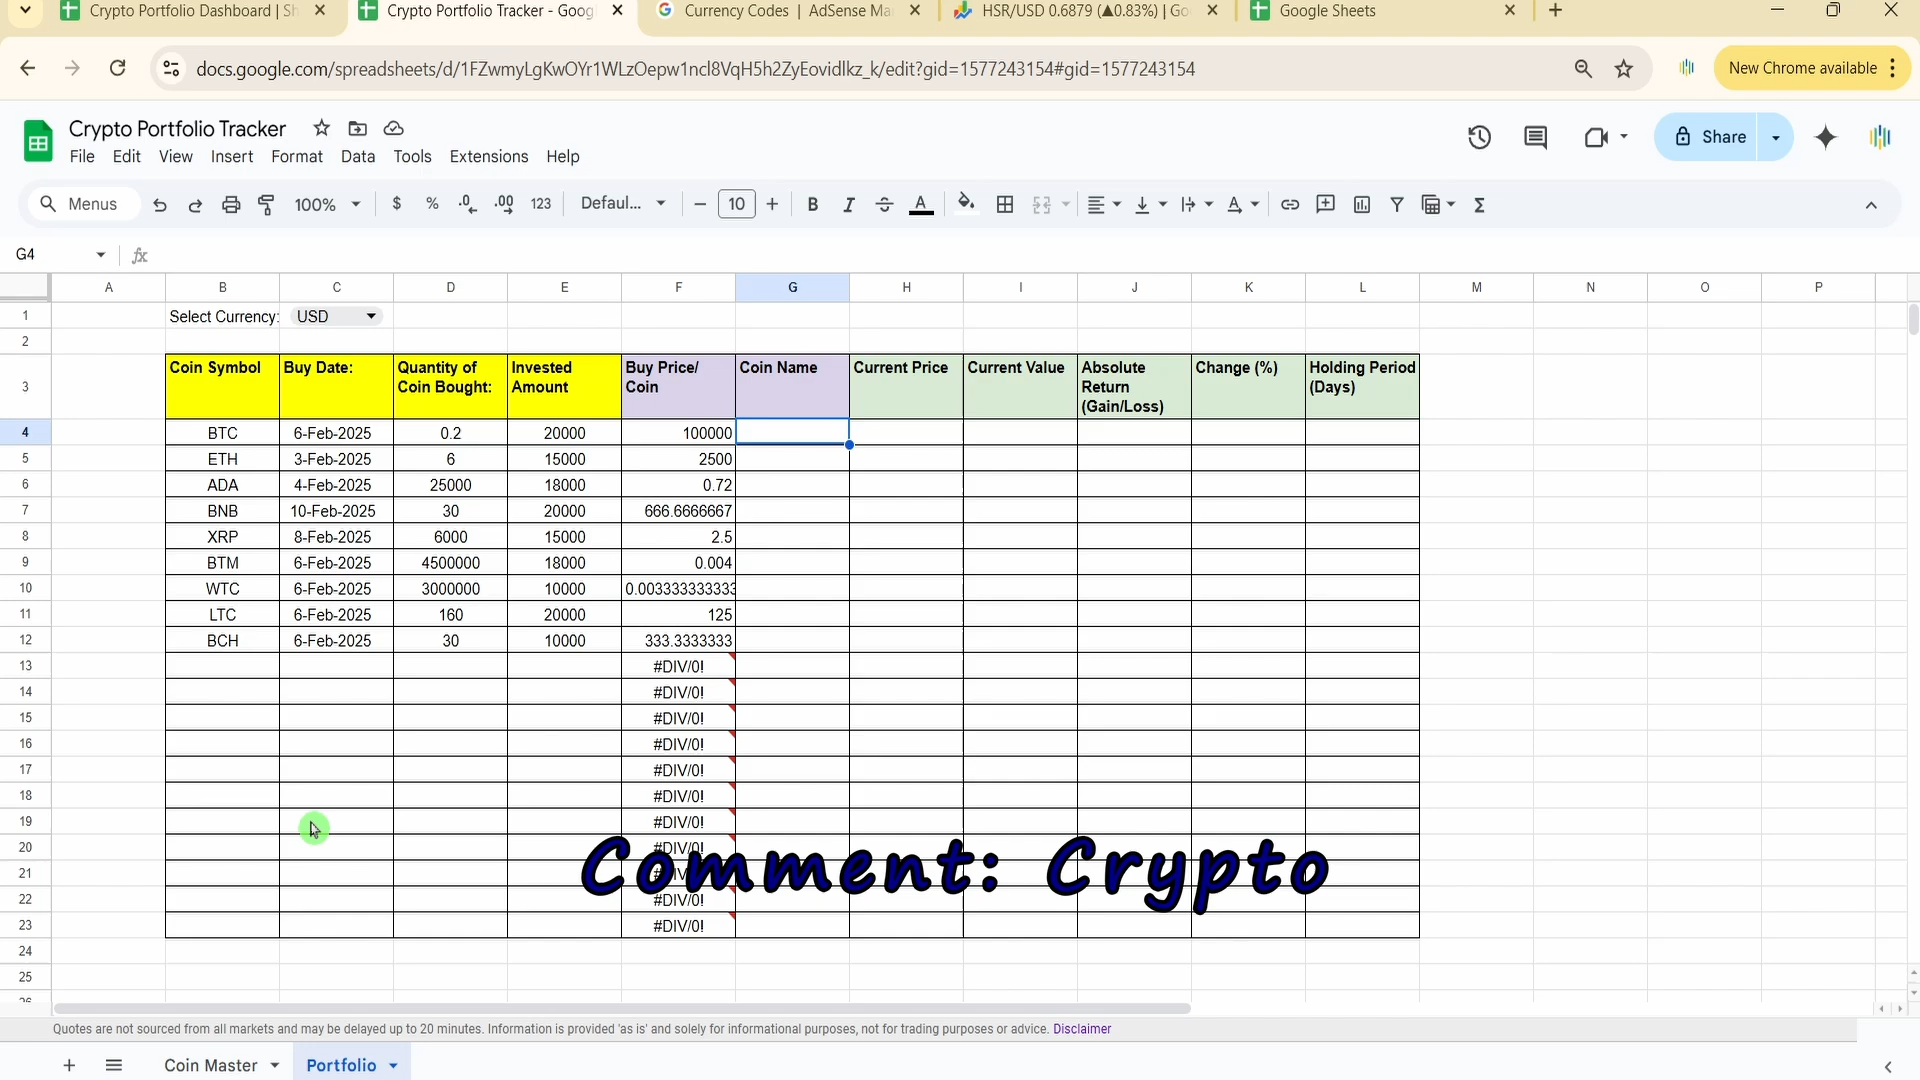 Crypto Portfolio Dashboard | Sh
Crypto Portfolio Tracker - Goog
Currency Codes | AdSense Ma
HSR/USD 0.6879 (▲0.83%) | Go
Google Sheets
docs.google.com/spreadsheets/d/1FZwmyLgKwOYr1WLzOepw1ncl8VqH5h2ZyEovidlkz_k/edit?gid=1577243154#gid=1577243154
New Chrome available
Crypto Portfolio Tracker
File Edit View Insert Format Data Tools Extensions Help
Share
Menus 100% $ % .0 .00 123 Defaul... − 10 + B I A Σ
G4 fx
A B C D E F G H I J K L M N O P
1 Select Currency: USD
2
3 Coin Symbol Buy Date: Quantity of Coin Bought: Invested Amount Buy Price/ Coin Coin Name Current Price Current Value Absolute Return (Gain/Loss) Change (%) Holding Period (Days)
4 BTC 6-Feb-2025 0.2 20000 100000
5 ETH 3-Feb-2025 6 15000 2500
6 ADA 4-Feb-2025 25000 18000 0.72
7 BNB 10-Feb-2025 30 20000 666.6666667
8 XRP 8-Feb-2025 6000 15000 2.5
9 BTM 6-Feb-2025 4500000 18000 0.004
10 WTC 6-Feb-2025 3000000 10000 0.003333333333
11 LTC 6-Feb-2025 160 20000 125
12 BCH 6-Feb-2025 30 10000 333.3333333
13 #DIV/0!
14 #DIV/0!
15 #DIV/0!
16 #DIV/0!
17 #DIV/0!
18 #DIV/0!
19 #DIV/0!
20 #DIV/0!
Comment: Crypto
21
22 #DIV/0!
23 #DIV/0!
24
25
26
Quotes are not sourced from all markets and may be delayed up to 20 minutes. Information is provided 'as is' and solely for informational purposes, not for trading purposes or advice. Disclaimer
Coin Master Portfolio